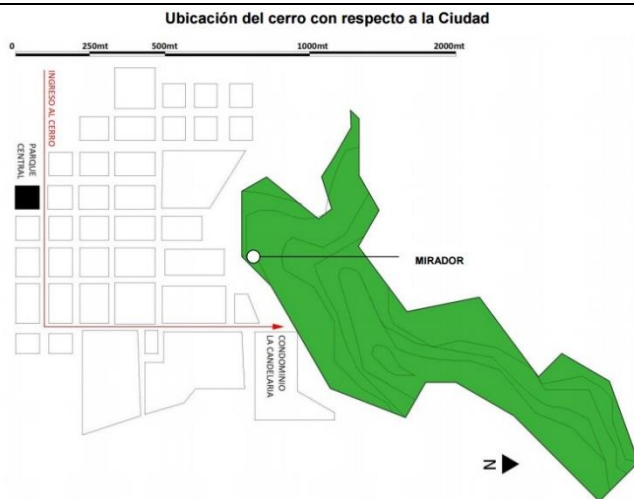 Ubicación del cerro con respecto a la Ciudad
0 250mt 500mt 1000mt 2000mt
INGRESO AL CERRO
PARQUE
CENTRAL
MIRADOR
CONDOMINIO
LA CANDELARIA
N